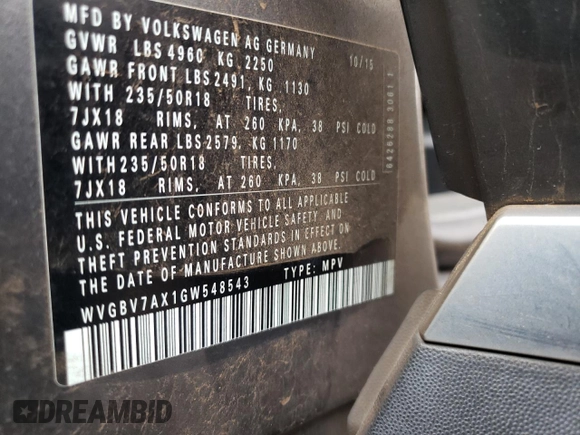 MFD BY VOLKSWAGEN AG GERMANY
GVWR LBS 4960 KG 2250 10/15
GAWR FRONT LBS 2491, KG 1130
WITH 235/50R18 TIRES,
7JX18 RIMS, AT 260 KPA, 38 PSI COLD
GAWR REAR LBS 2579, KG 1170
WITH 235/50R18 TIRES,
7JX18 RIMS, AT 260 KPA, 38 PSI COLD
THIS VEHICLE CONFORMS TO ALL APPLICABLE
U.S. FEDERAL MOTOR VEHICLE SAFETY, AND
THEFT PREVENTION STANDARDS IN EFFECT ON
THE DATE OF MANUFACTURE SHOWN ABOVE.
WVGBV7AX1GW548543 TYPE: MPV
DREAMBID